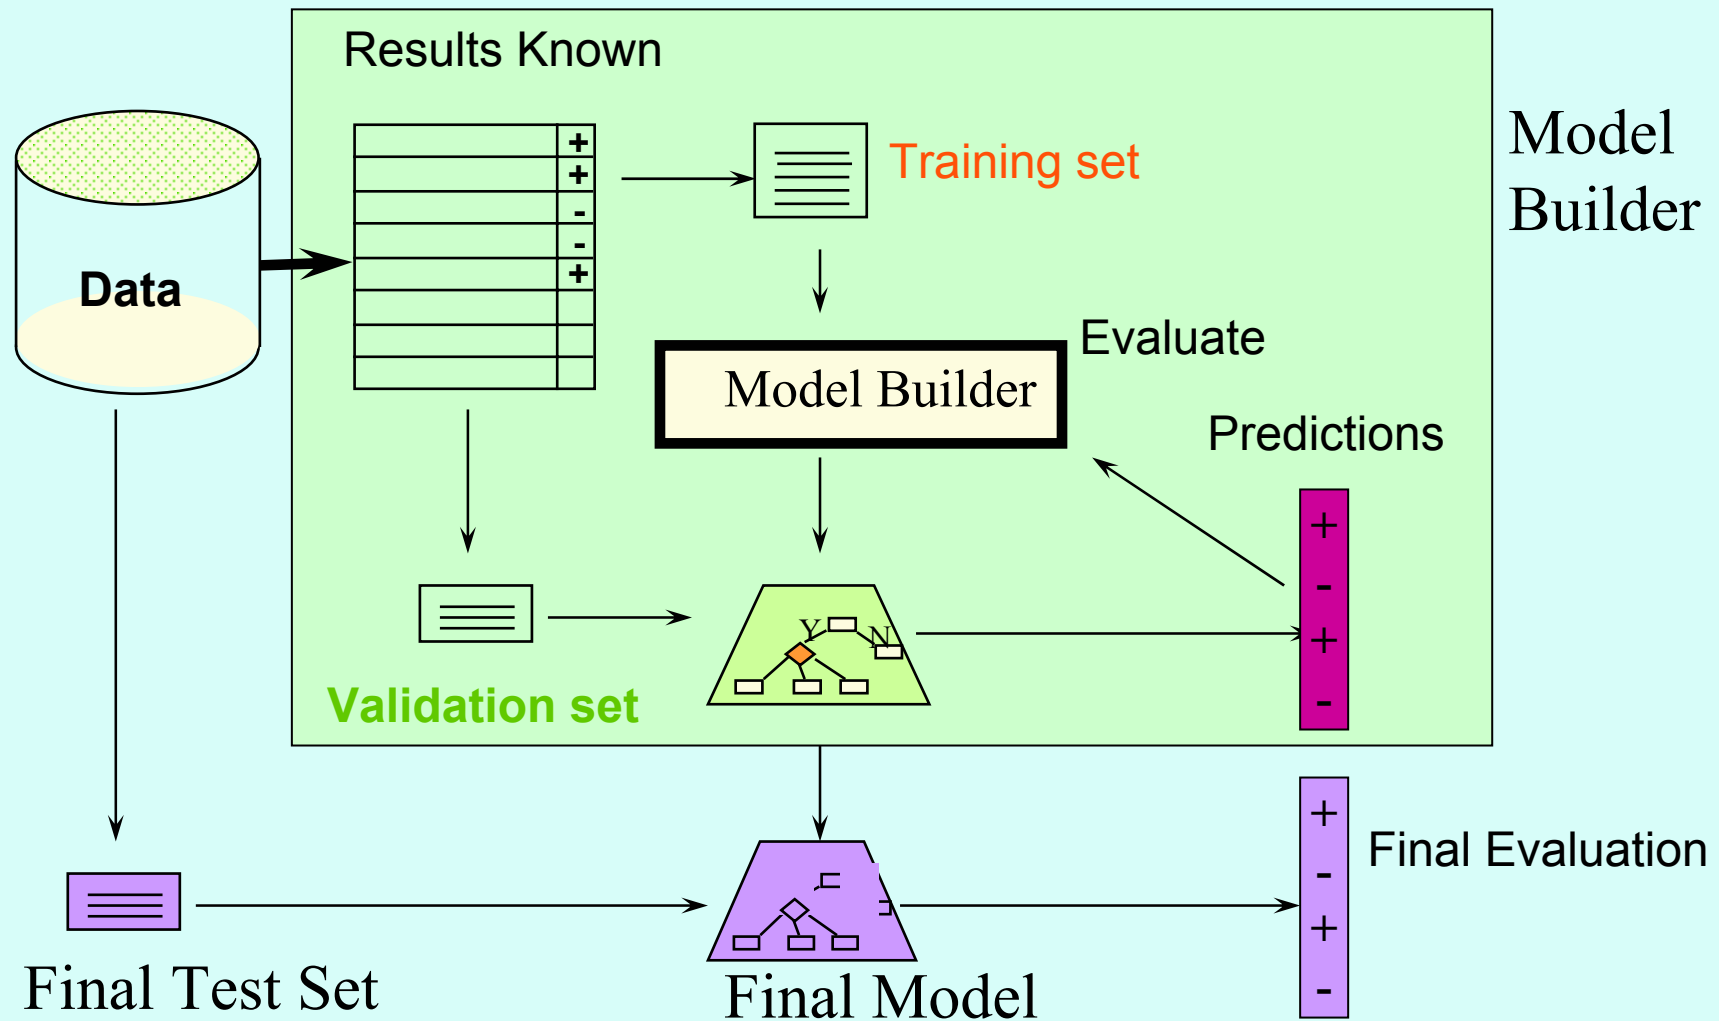 Results Known
+
+
-
-
+
Training set
Model
Builder
Data
Evaluate
Model Builder
Predictions
+
-
+
-
Y N
Validation set
+
-
+
-
Final Evaluation
Final Test Set
Final Model